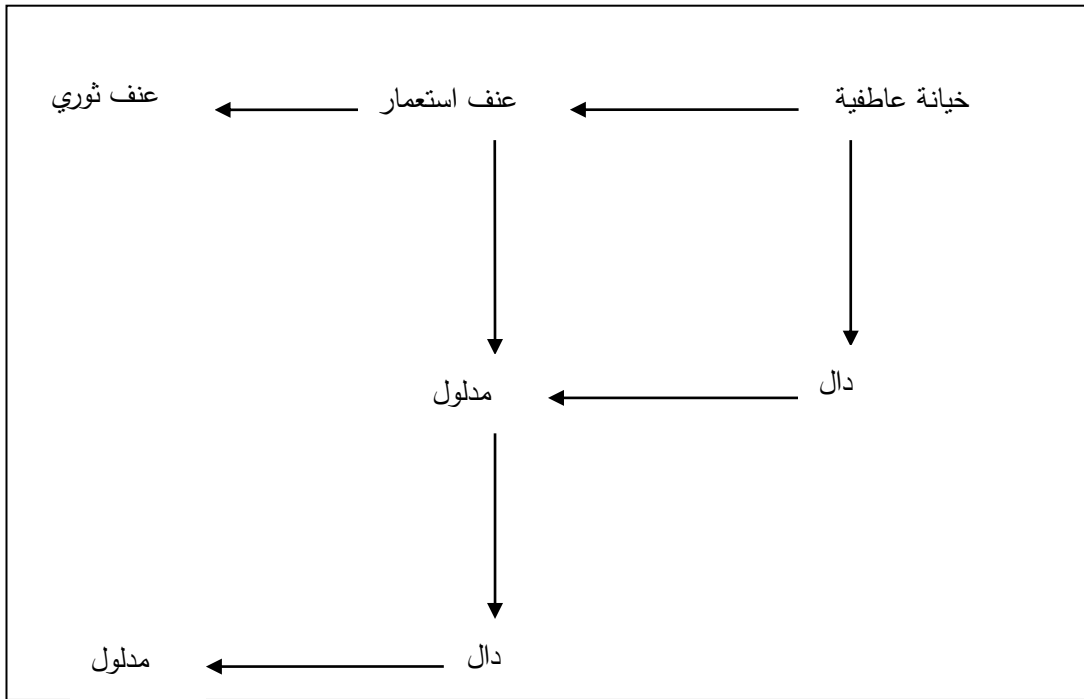 خيانة عاطفية عنف استعمار عنف ثوري
دال مدلول
دال مدلول